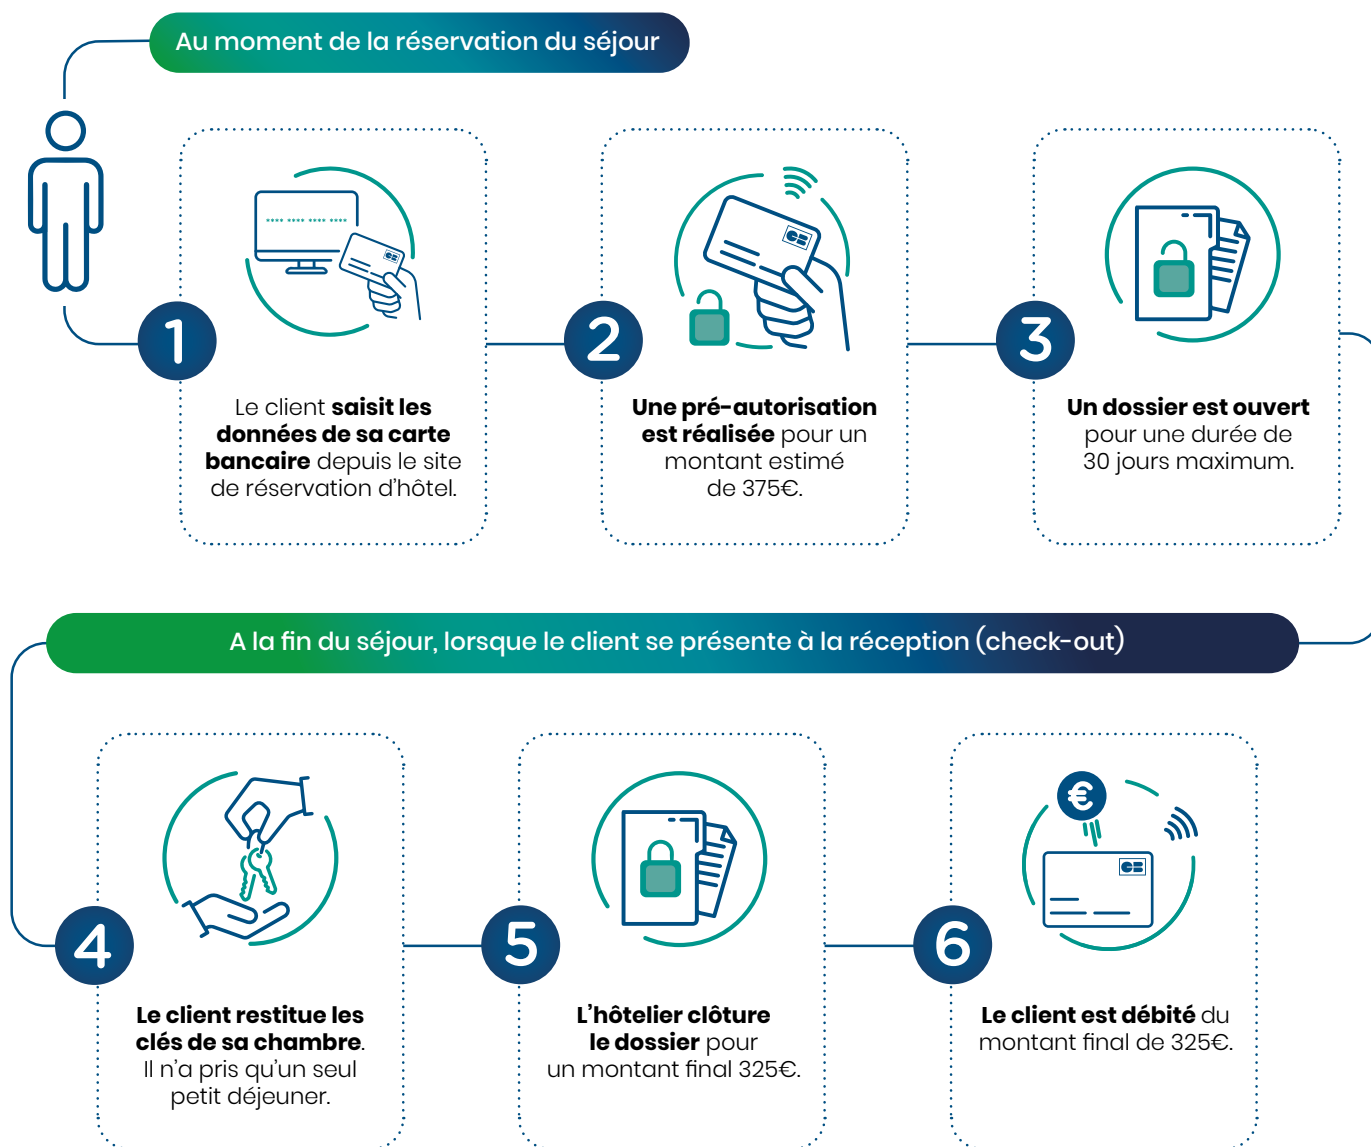 Au moment de la réservation du séjour
**** **** **** ****
CB
CB
1
2
3
Le client saisit les
données de sa carte
bancaire depuis le site
de réservation d'hôtel.
Une pré-autorisation
est réalisée pour un
montant estimé
de 375€.
Un dossier est ouvert
pour une durée de
30 jours maximum.
A la fin du séjour, lorsque le client se présente à la réception (check-out)
€
CB
4
5
6
Le client restitue les
clés de sa chambre.
Il n'a pris qu'un seul
petit déjeuner.
L'hôtelier clôture
le dossier pour
un montant final 325€.
Le client est débité du
montant final de 325€.